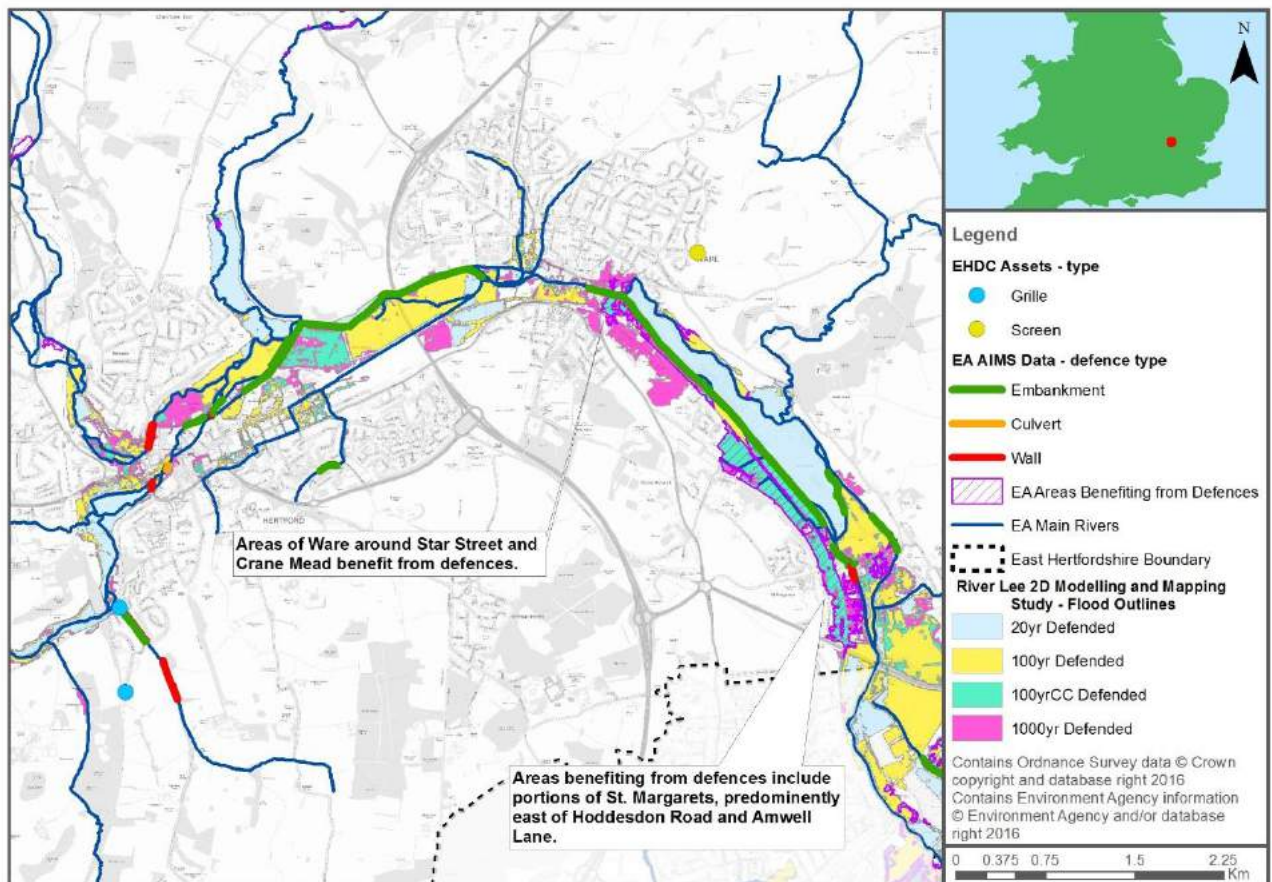 HERTFORD
WARE
Areas of Ware around Star Street and
Crane Mead benefit from defences.
Areas benefiting from defences include
portions of St. Margarets, predominently
east of Hoddesdon Road and Amwell
Lane.
N
Legend
EHDC Assets - type
Grille
Screen
EA AIMS Data - defence type
Embankment
Culvert
Wall
EA Areas Benefiting from Defences
EA Main Rivers
East Hertfordshire Boundary
River Lee 2D Modelling and Mapping
Study - Flood Outlines
20yr Defended
100yr Defended
100yrCC Defended
1000yr Defended
Contains Ordnance Survey data © Crown
copyright and database right 2016
Contains Environment Agency information
© Environment Agency and/or database
right 2016
0 0.375 0.75 1.5 2.25
Km